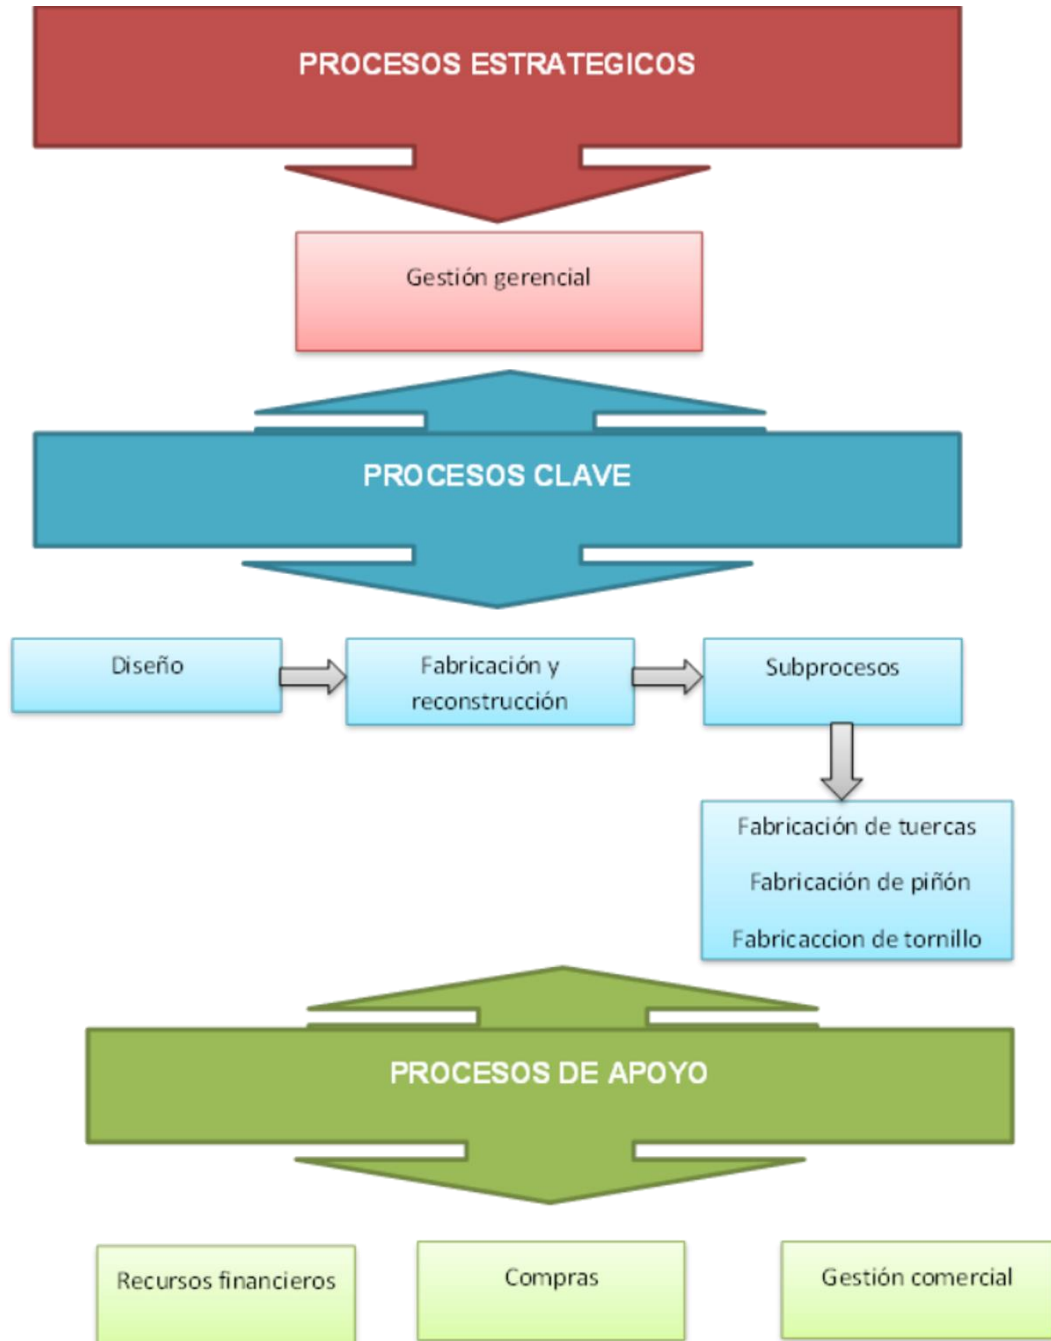 PROCESOS ESTRATEGICOS
Gestión gerencial
PROCESOS CLAVE
Diseño
Fabricación y
reconstrucción
Subprocesos
Fabricación de tuercas
Fabricación de piñón
Fabricaccion de tornillo
PROCESOS DE APOYO
Recursos financieros
Compras
Gestión comercial